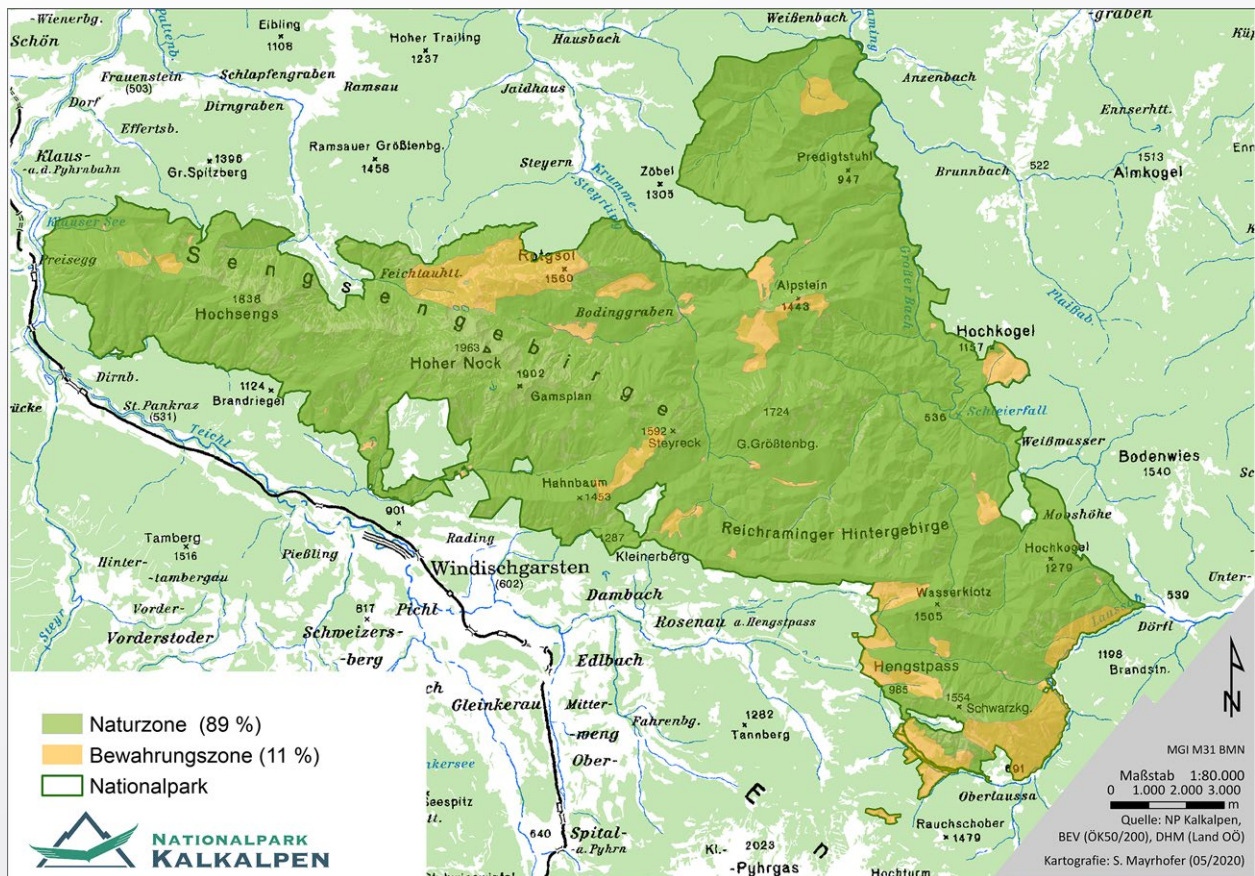 -Wienerbg.
Schön
Paltenb.
Eibling
1108
Hoher Trailing
1237
Hausbach
Weißenbach
-graben
Frauenstein
(503)
Schlapfengraben
Ramsau
Jaidhaus
Anzenbach
Dorf
Dirngraben
Ennserhtt.
Effertsb.
Klaus-
-a.d. Pyhrnbahn
1396
Gr. Spitzberg
Ramsauer Größtenbg.
1458
Steyern
Krumme
Steyrling
Zöbel
1305
Predigtstuhl
947
Brunnbach
522
1513
Almkogel
Klauser See
Preisegg
Sengsengebirge
Feichtauhtt.
Rotgsol
1560
Großer Bach
Plaißab.
1838
Hochsengs
Bodinggraben
Alpstein
1443
Hochkogel
1157
1963
Hoher Nock
1902
Gamsplan
Dirnb.
1124
Brandriegel
rücke
St. Pankraz
(531)
Teichl
1724
G.Größtenbg.
536
Schleierfall
1592
Steyreck
Weißmasser
Bodenwies
1540
Hahnbaum
1453
901
Rading
1287
Kleinerberg
Reichraminger Hintergebirge
Mooshöhe
Hochkogel
1279
Tamberg
1516
Pießling
Hinter-
-tambergau
Windischgarsten
(602)
Dambach
Wasserklotz
1505
Unter-
539
Dörfl
Steyr
Vorder-
Vorderstoder
817
Schweizers-
-berg
Pichl
Rosenau a.Hengstpass
Edlbach
Hengstpass
985
1554
Schwarzkg.
1198
Brandstn.
Gleinkerau
Mitter-
-weng
Ober-
Fahrenbg.
1282
Tannberg
691
Oberlaussa
Rauchschober
1479
640
Spital-
-a.Pyhrn
Kl.-
2023
-Pyhrgas
E
n
Hochturm
Naturzone (89 %)
Bewahrungszone (11 %)
Nationalpark
NATIONALPARK
KALKALPEN
N
MGI M31 BMN
Maßstab 1:80.000
0 1.000 2.000 3.000
m
Quelle: NP Kalkalpen,
BEV (ÖK50/200), DHM (Land OÖ)
Kartografie: S. Mayrhofer (05/2020)